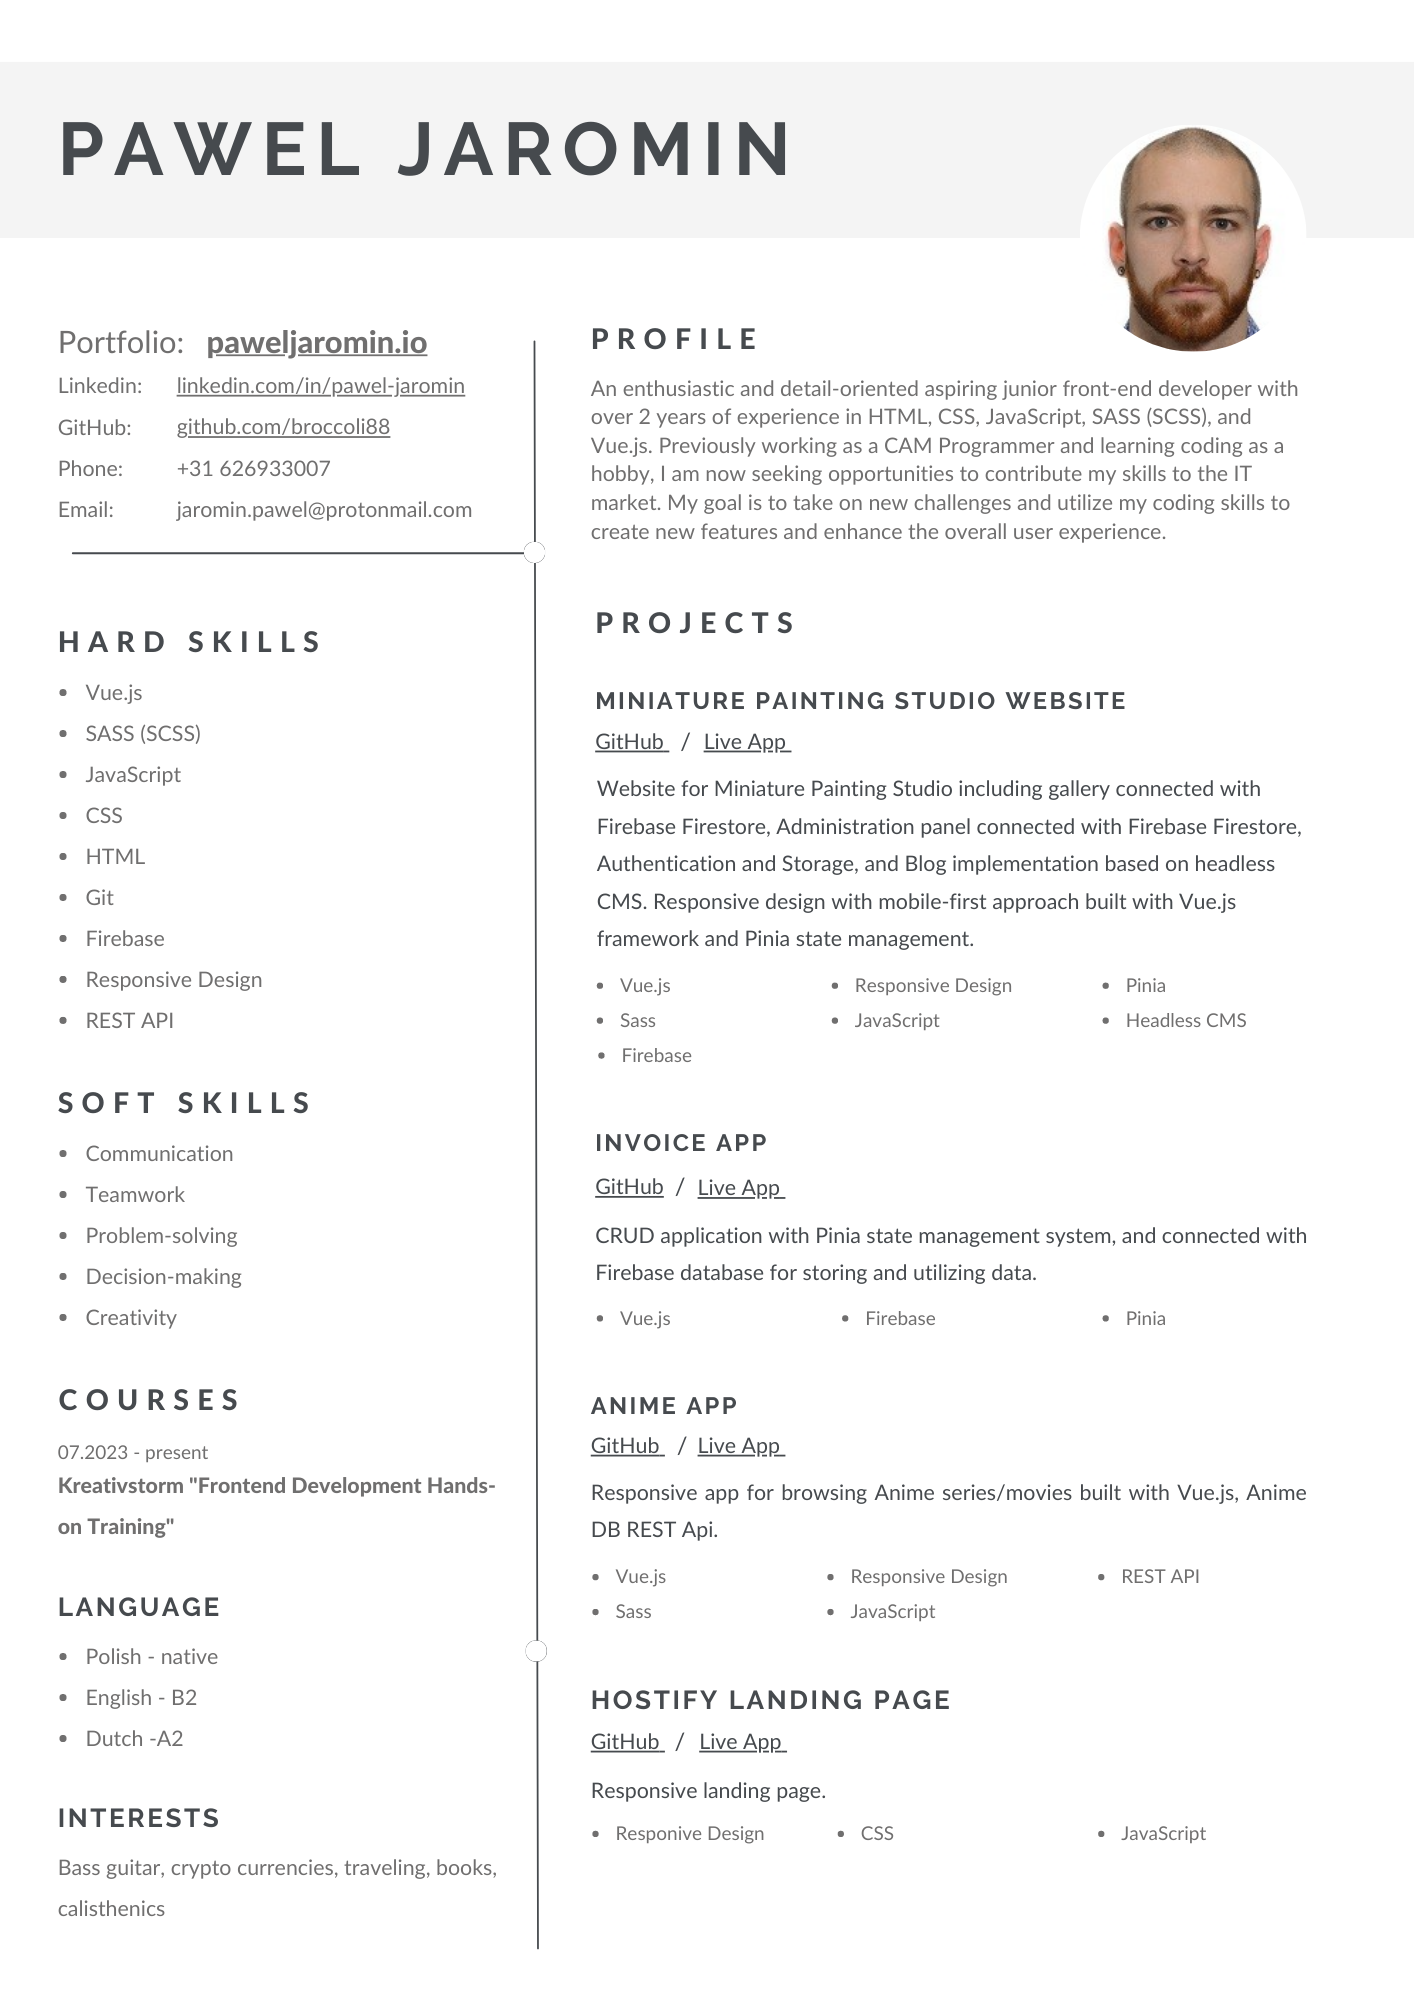 PAWEL JAROMIN
Portfolio: paweljaromin.io
Linkedin: linkedin.com/in/pawel-jaromin
GitHub: github.com/broccoli88
Phone: +31 626933007
Email: jaromin.pawel@protonmail.com
HARD SKILLS
• Vue.js
• SASS (SCSS)
• JavaScript
• CSS
• HTML
• Git
• Firebase
• Responsive Design
• REST API
SOFT SKILLS
• Communication
• Teamwork
• Problem-solving
• Decision-making
• Creativity
COURSES
07.2023 - present
Kreativstorm "Frontend Development Hands-
on Training"
LANGUAGE
• Polish - native
• English - B2
• Dutch -A2
INTERESTS
Bass guitar, crypto currencies, traveling, books,
calisthenics
PROFILE
An enthusiastic and detail-oriented aspiring junior front-end developer with
over 2 years of experience in HTML, CSS, JavaScript, SASS (SCSS), and
Vue.js. Previously working as a CAM Programmer and learning coding as a
hobby, I am now seeking opportunities to contribute my skills to the IT
market. My goal is to take on new challenges and utilize my coding skills to
create new features and enhance the overall user experience.
PROJECTS
MINIATURE PAINTING STUDIO WEBSITE
GitHub / Live App
Website for Miniature Painting Studio including gallery connected with
Firebase Firestore, Administration panel connected with Firebase Firestore,
Authentication and Storage, and Blog implementation based on headless
CMS. Responsive design with mobile-first approach built with Vue.js
framework and Pinia state management.
• Vue.js • Responsive Design • Pinia
• Sass • JavaScript • Headless CMS
• Firebase
INVOICE APP
GitHub / Live App
CRUD application with Pinia state management system, and connected with
Firebase database for storing and utilizing data.
• Vue.js • Firebase • Pinia
ANIME APP
GitHub / Live App
Responsive app for browsing Anime series/movies built with Vue.js, Anime
DB REST Api.
• Vue.js • Responsive Design • REST API
• Sass • JavaScript
HOSTIFY LANDING PAGE
GitHub / Live App
Responsive landing page.
• Responive Design • CSS • JavaScript